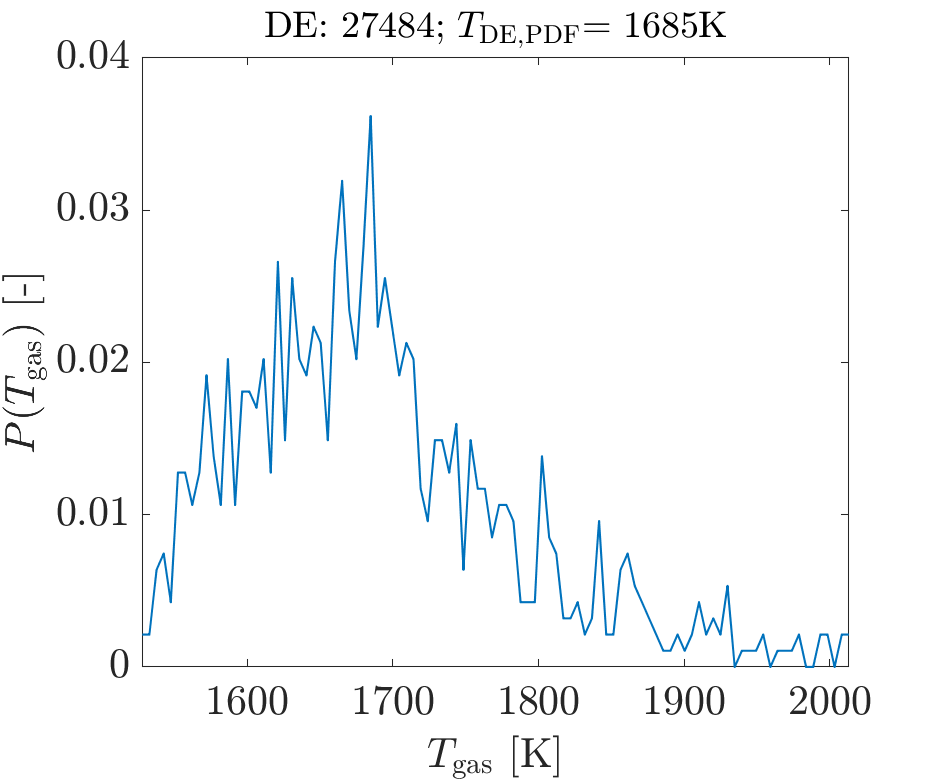 DE: 27484; T_DE,PDF= 1685K
0.04
0.03
0.02
0.01
0
P(T_gas) [-]
1600 1700 1800 1900 2000
T_gas [K]